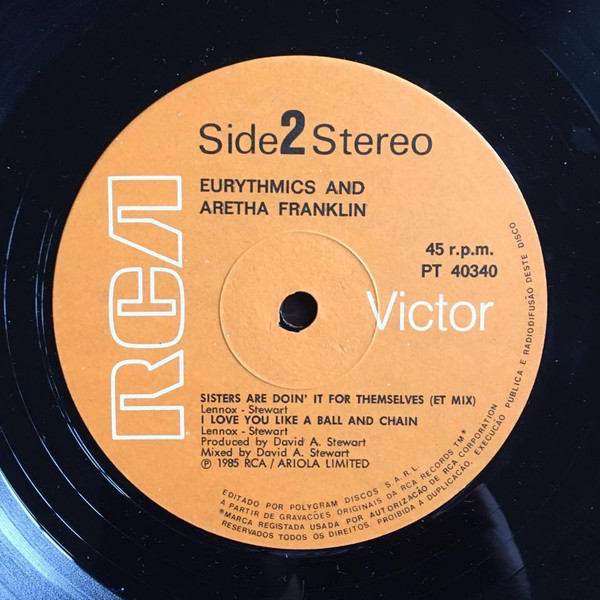 Side 2 Stereo
EURYTHMICS AND
ARETHA FRANKLIN
RCA
45 r.p.m.
PT 40340
Victor
SISTERS ARE DOIN' IT FOR THEMSELVES (ET MIX)
Lennox - Stewart
I LOVE YOU LIKE A BALL AND CHAIN
Lennox - Stewart
Produced by David A. Stewart
Mixed by David A. Stewart
℗ 1985 RCA / ARIOLA LIMITED
EDITADO POR POLYGRAM DISCOS S.A.R.L.
A PARTIR DE GRAVAÇÕES ORIGINAIS DA RCA RECORDS TM*
*MARCA REGISTADA USADA POR AUTORIZAÇÃO DE RCA CORPORATION
RESERVADOS TODOS OS DIREITOS. PROIBIDA A DUPLICAÇÃO, EXECUCÃO PÚBLICA E RADIODIFUSÃO DESTE DISCO